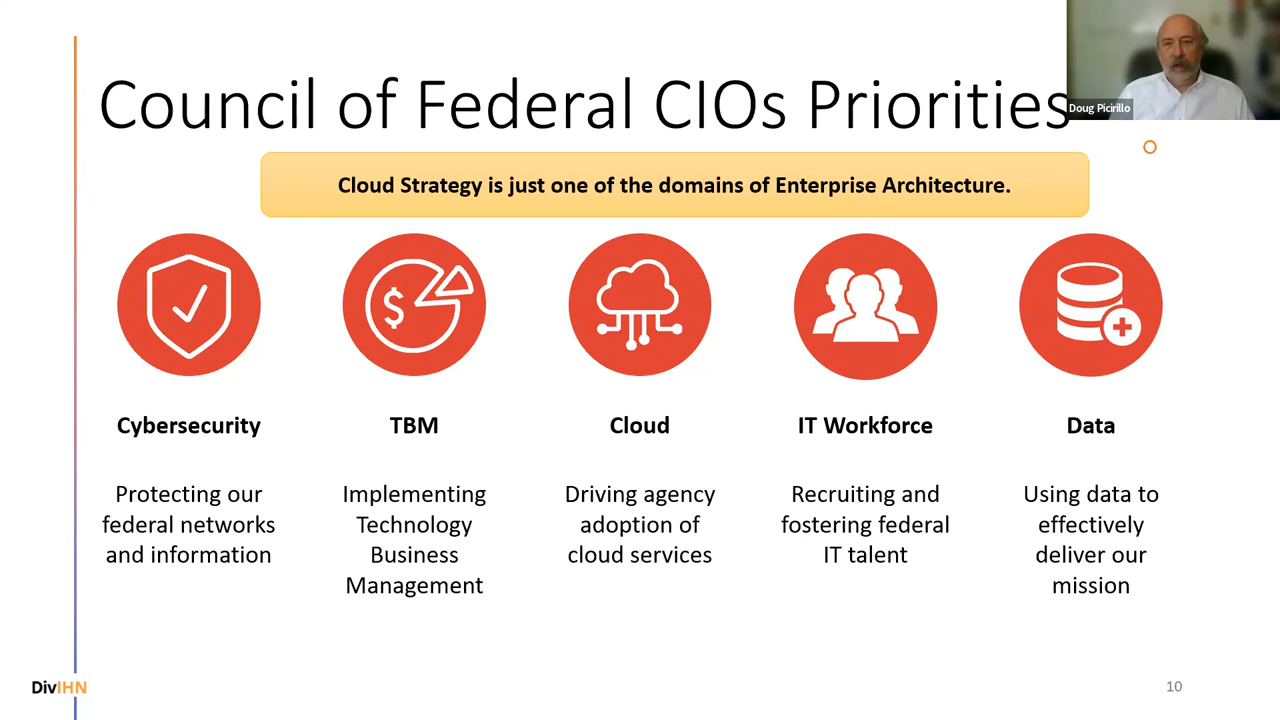 Council of Federal CIOs Priorities
Doug Picirillo
Cloud Strategy is just one of the domains of Enterprise Architecture.
$
Cybersecurity
Protecting our
federal networks
and information
TBM
Implementing
Technology
Business
Management
Cloud
Driving agency
adoption of
cloud services
IT Workforce
Recruiting and
fostering federal
IT talent
Data
Using data to
effectively
deliver our
mission
DivIHN
10